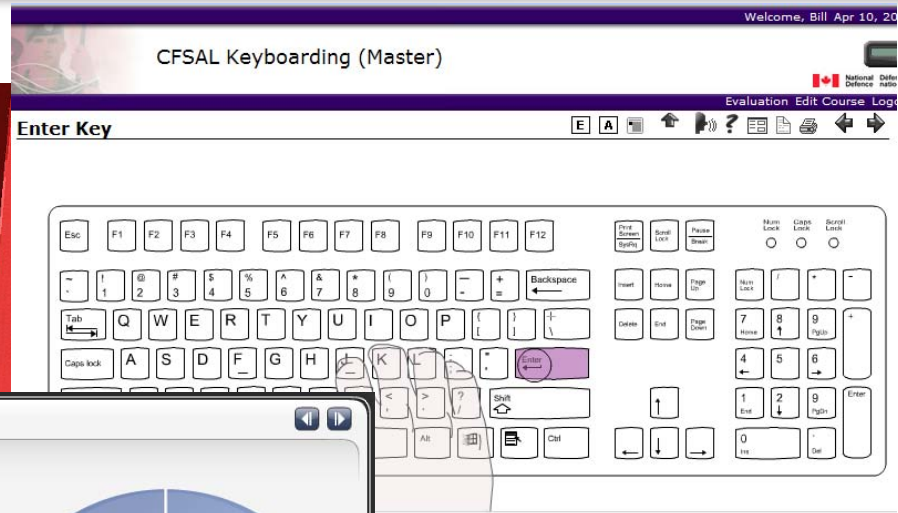 Welcome, Bill Apr 10, 20
CFSAL Keyboarding (Master)
National Défen
Defence natio
Evaluation Edit Course Logo
Enter Key
E A ?
Esc F1 F2 F3 F4 F5 F6 F7 F8 F9 F10 F11 F12 Print Screen SysRq Scroll Lock Pause Break Num Lock Caps Lock Scroll Lock
~ ` ! 1 @ 2 # 3 $ 4 % 5 ^ 6 & 7 * 8 ( 9 ) 0 — - + = Backspace Insert Home Page Up Num Lock / * -
Tab Q W E R T Y U I O P { [ } ] \ Delete End Page Down 7 Home 8 9 PgUp +
Caps lock A S D F G H J K L : ; " ' Enter 4 5 6
< , > . ? / Shift 1 End 2 9 PgDn Enter
Alt Ctrl 0 Ins . Del